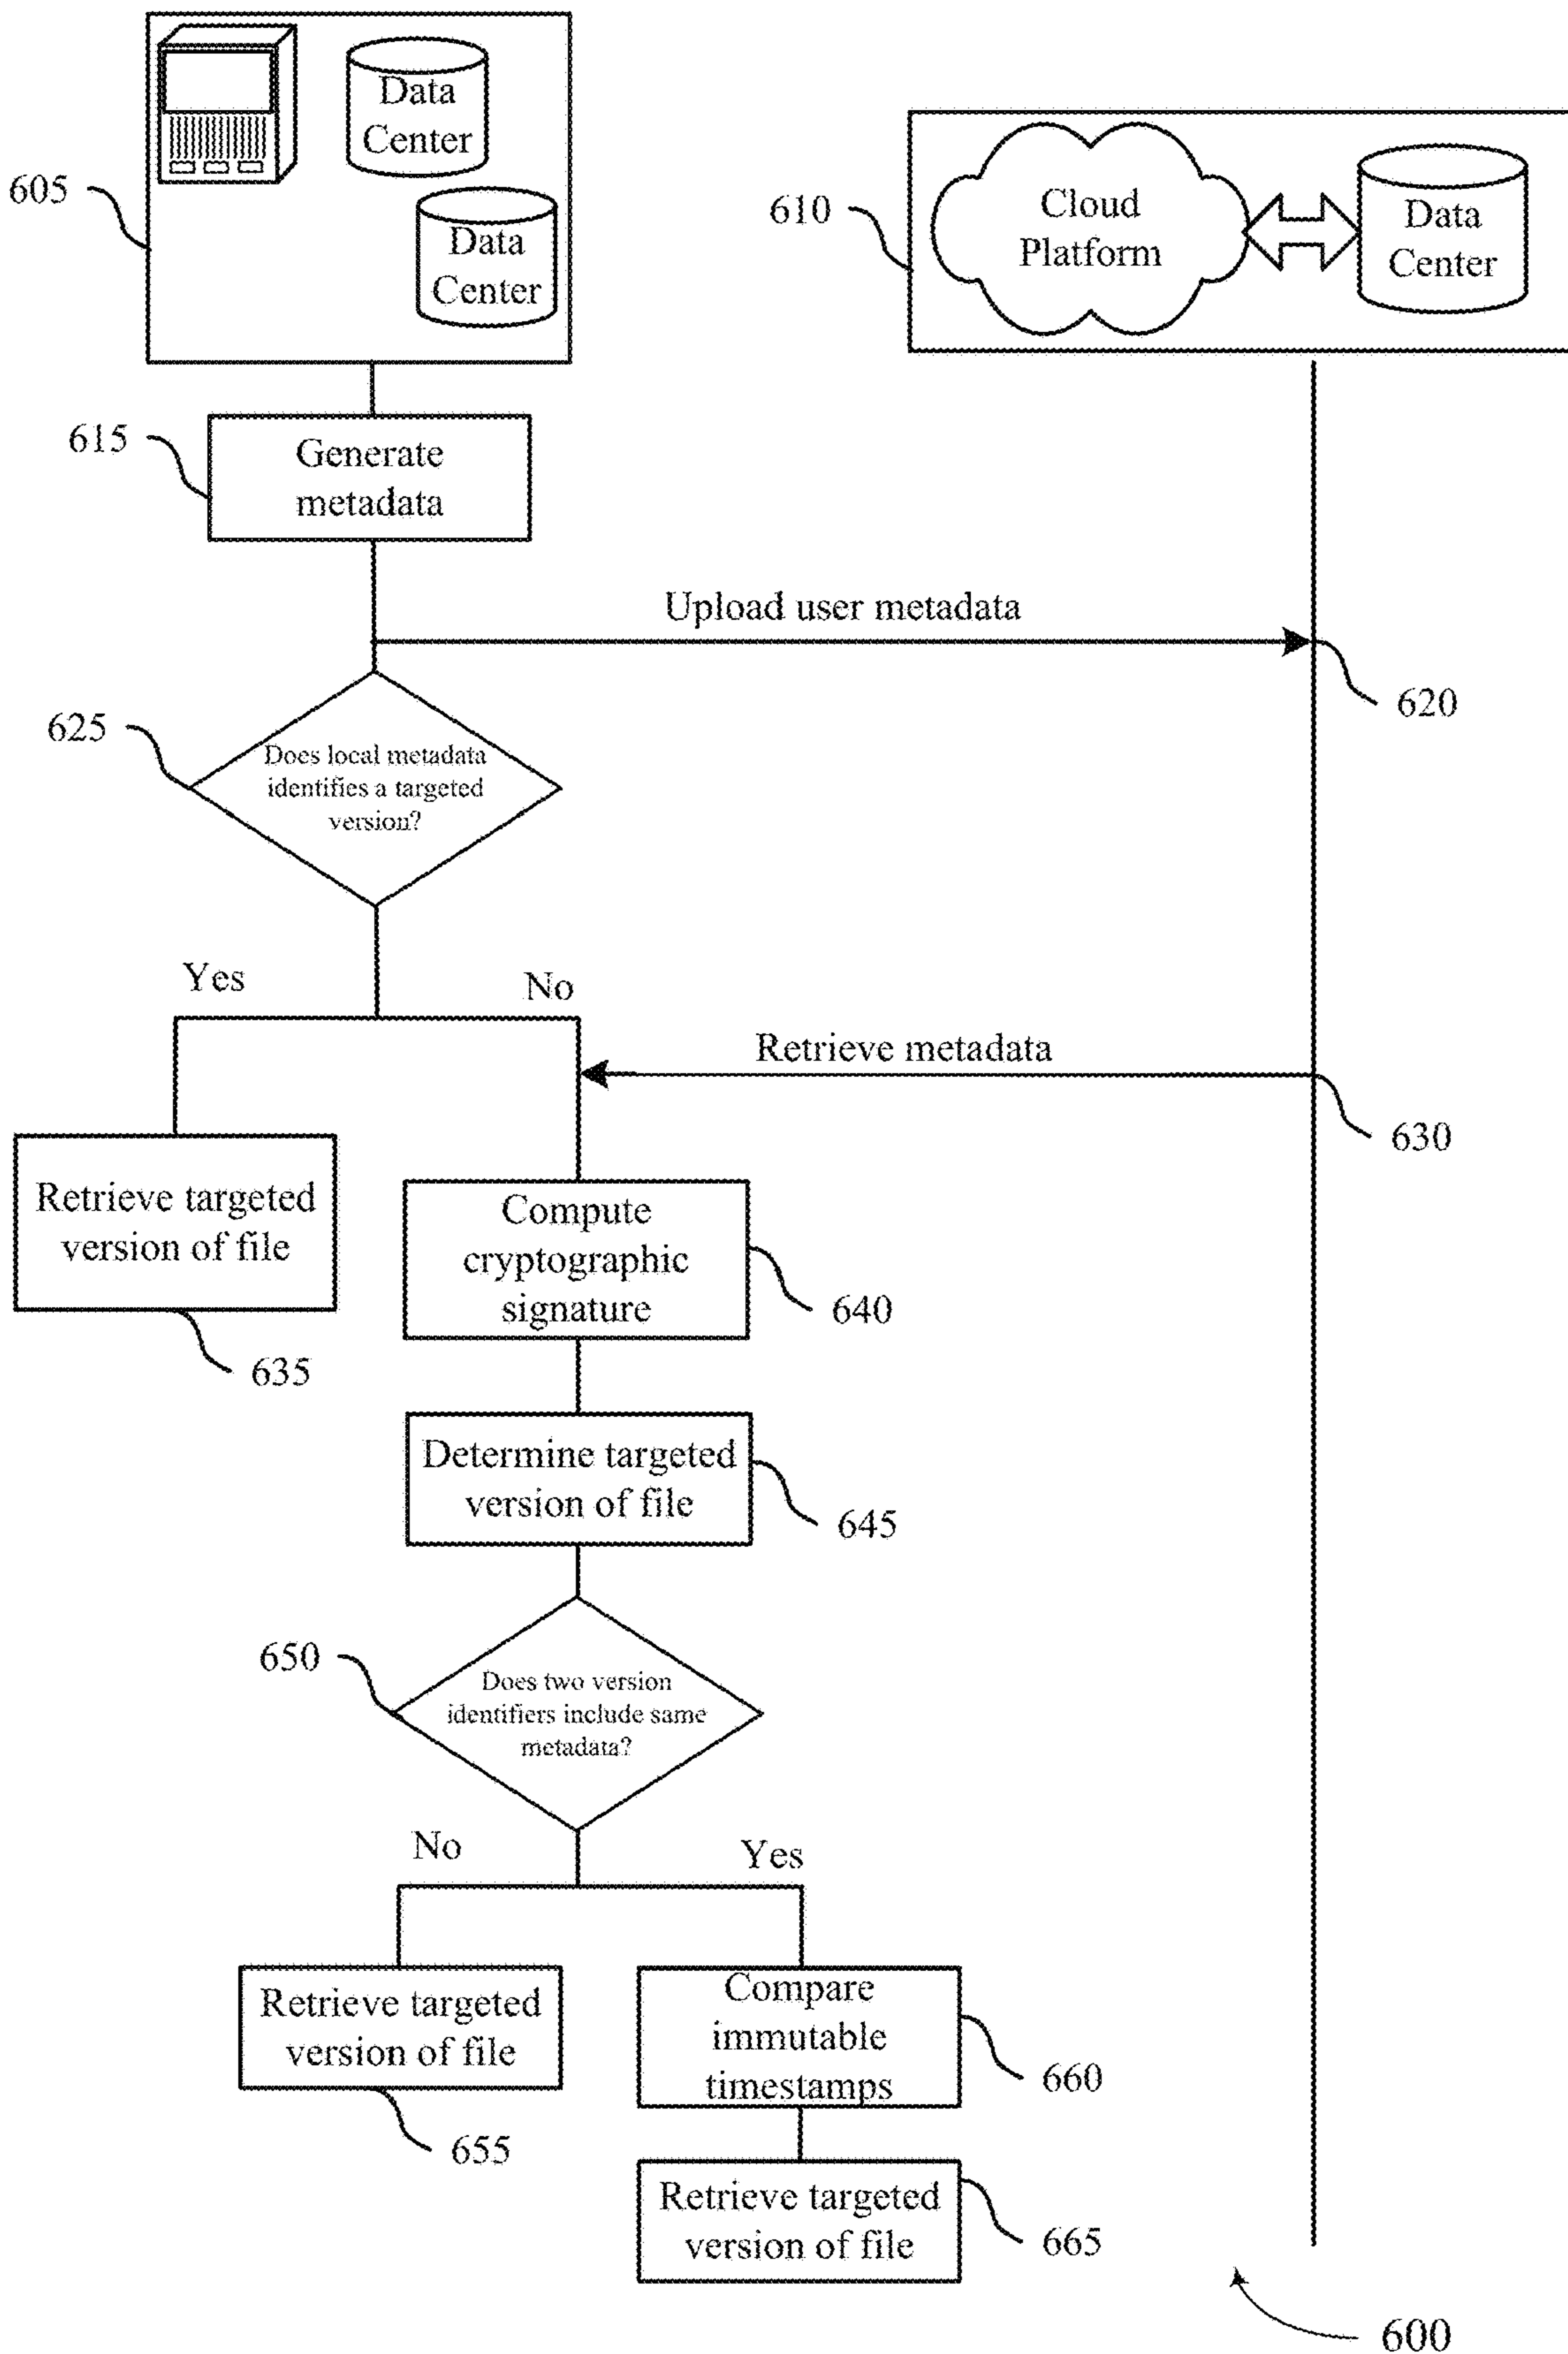 Data
Center
Data
Center
605
Cloud
Platform
Data
Center
610
615
Generate
metadata
Upload user metadata
620
625
Does local metadata
identifies a targeted
version?
Yes
No
Retrieve metadata
630
Retrieve targeted
version of file
635
Compute
cryptographic
signature
640
Determine targeted
version of file
645
650
Does two version
identifiers include same
metadata?
No
Yes
Retrieve targeted
version of file
655
Compare
immutable
timestamps
660
Retrieve targeted
version of file
665
600